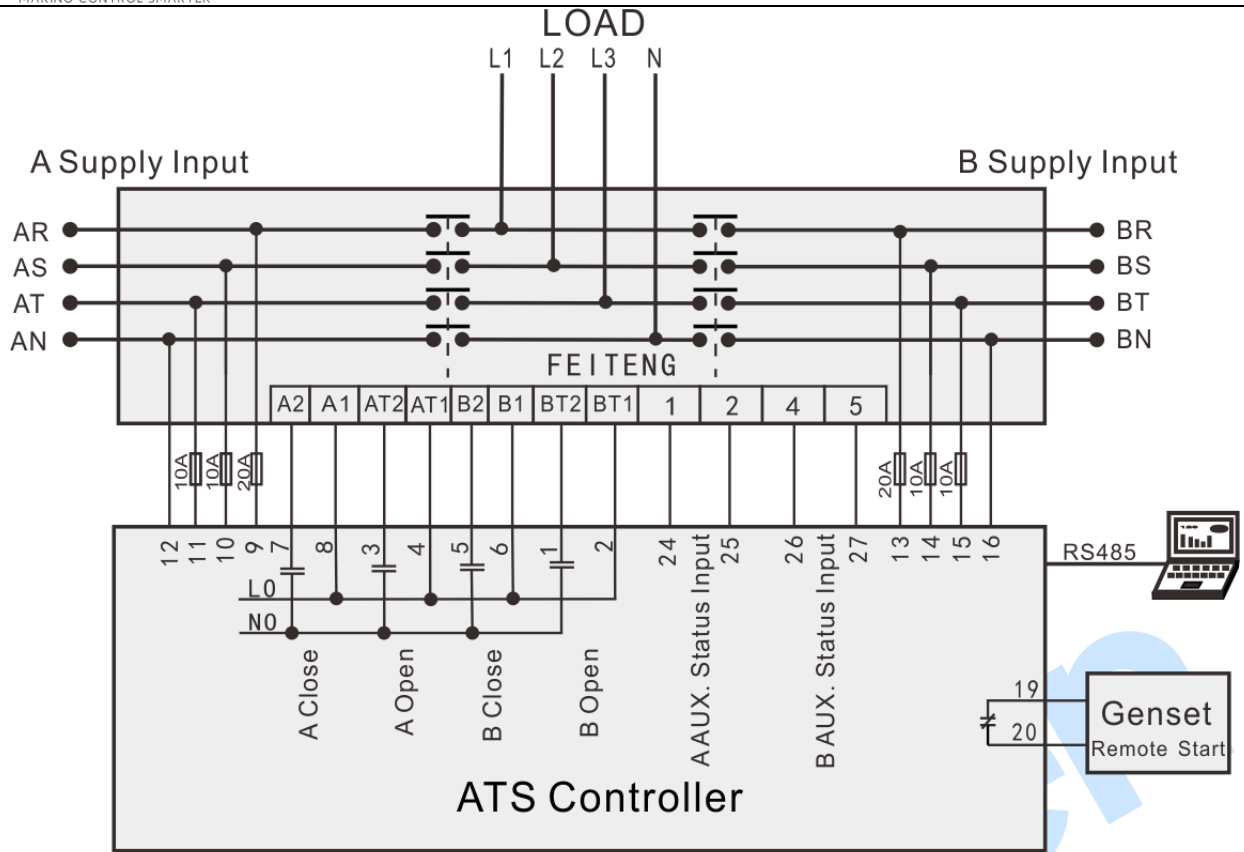 MAKING CONTROL SMARTER
LOAD
L1 L2 L3 N
A Supply Input
B Supply Input
AR
BR
AS
BS
AT
BT
AN
BN
FEITENG
A2 A1 AT2 AT1 B2 B1 BT2 BT1 1 2 4 5
10A 10A 20A
20A 10A 10A
12 11 10 9 7 8 3 4 5 6 1 2 24 25 26 27 13 14 15 16
L0
N0
A Close
A Open
B Close
B Open
A AUX. Status Input
B AUX. Status Input
RS485
19
20
Genset
Remote Start
ATS Controller